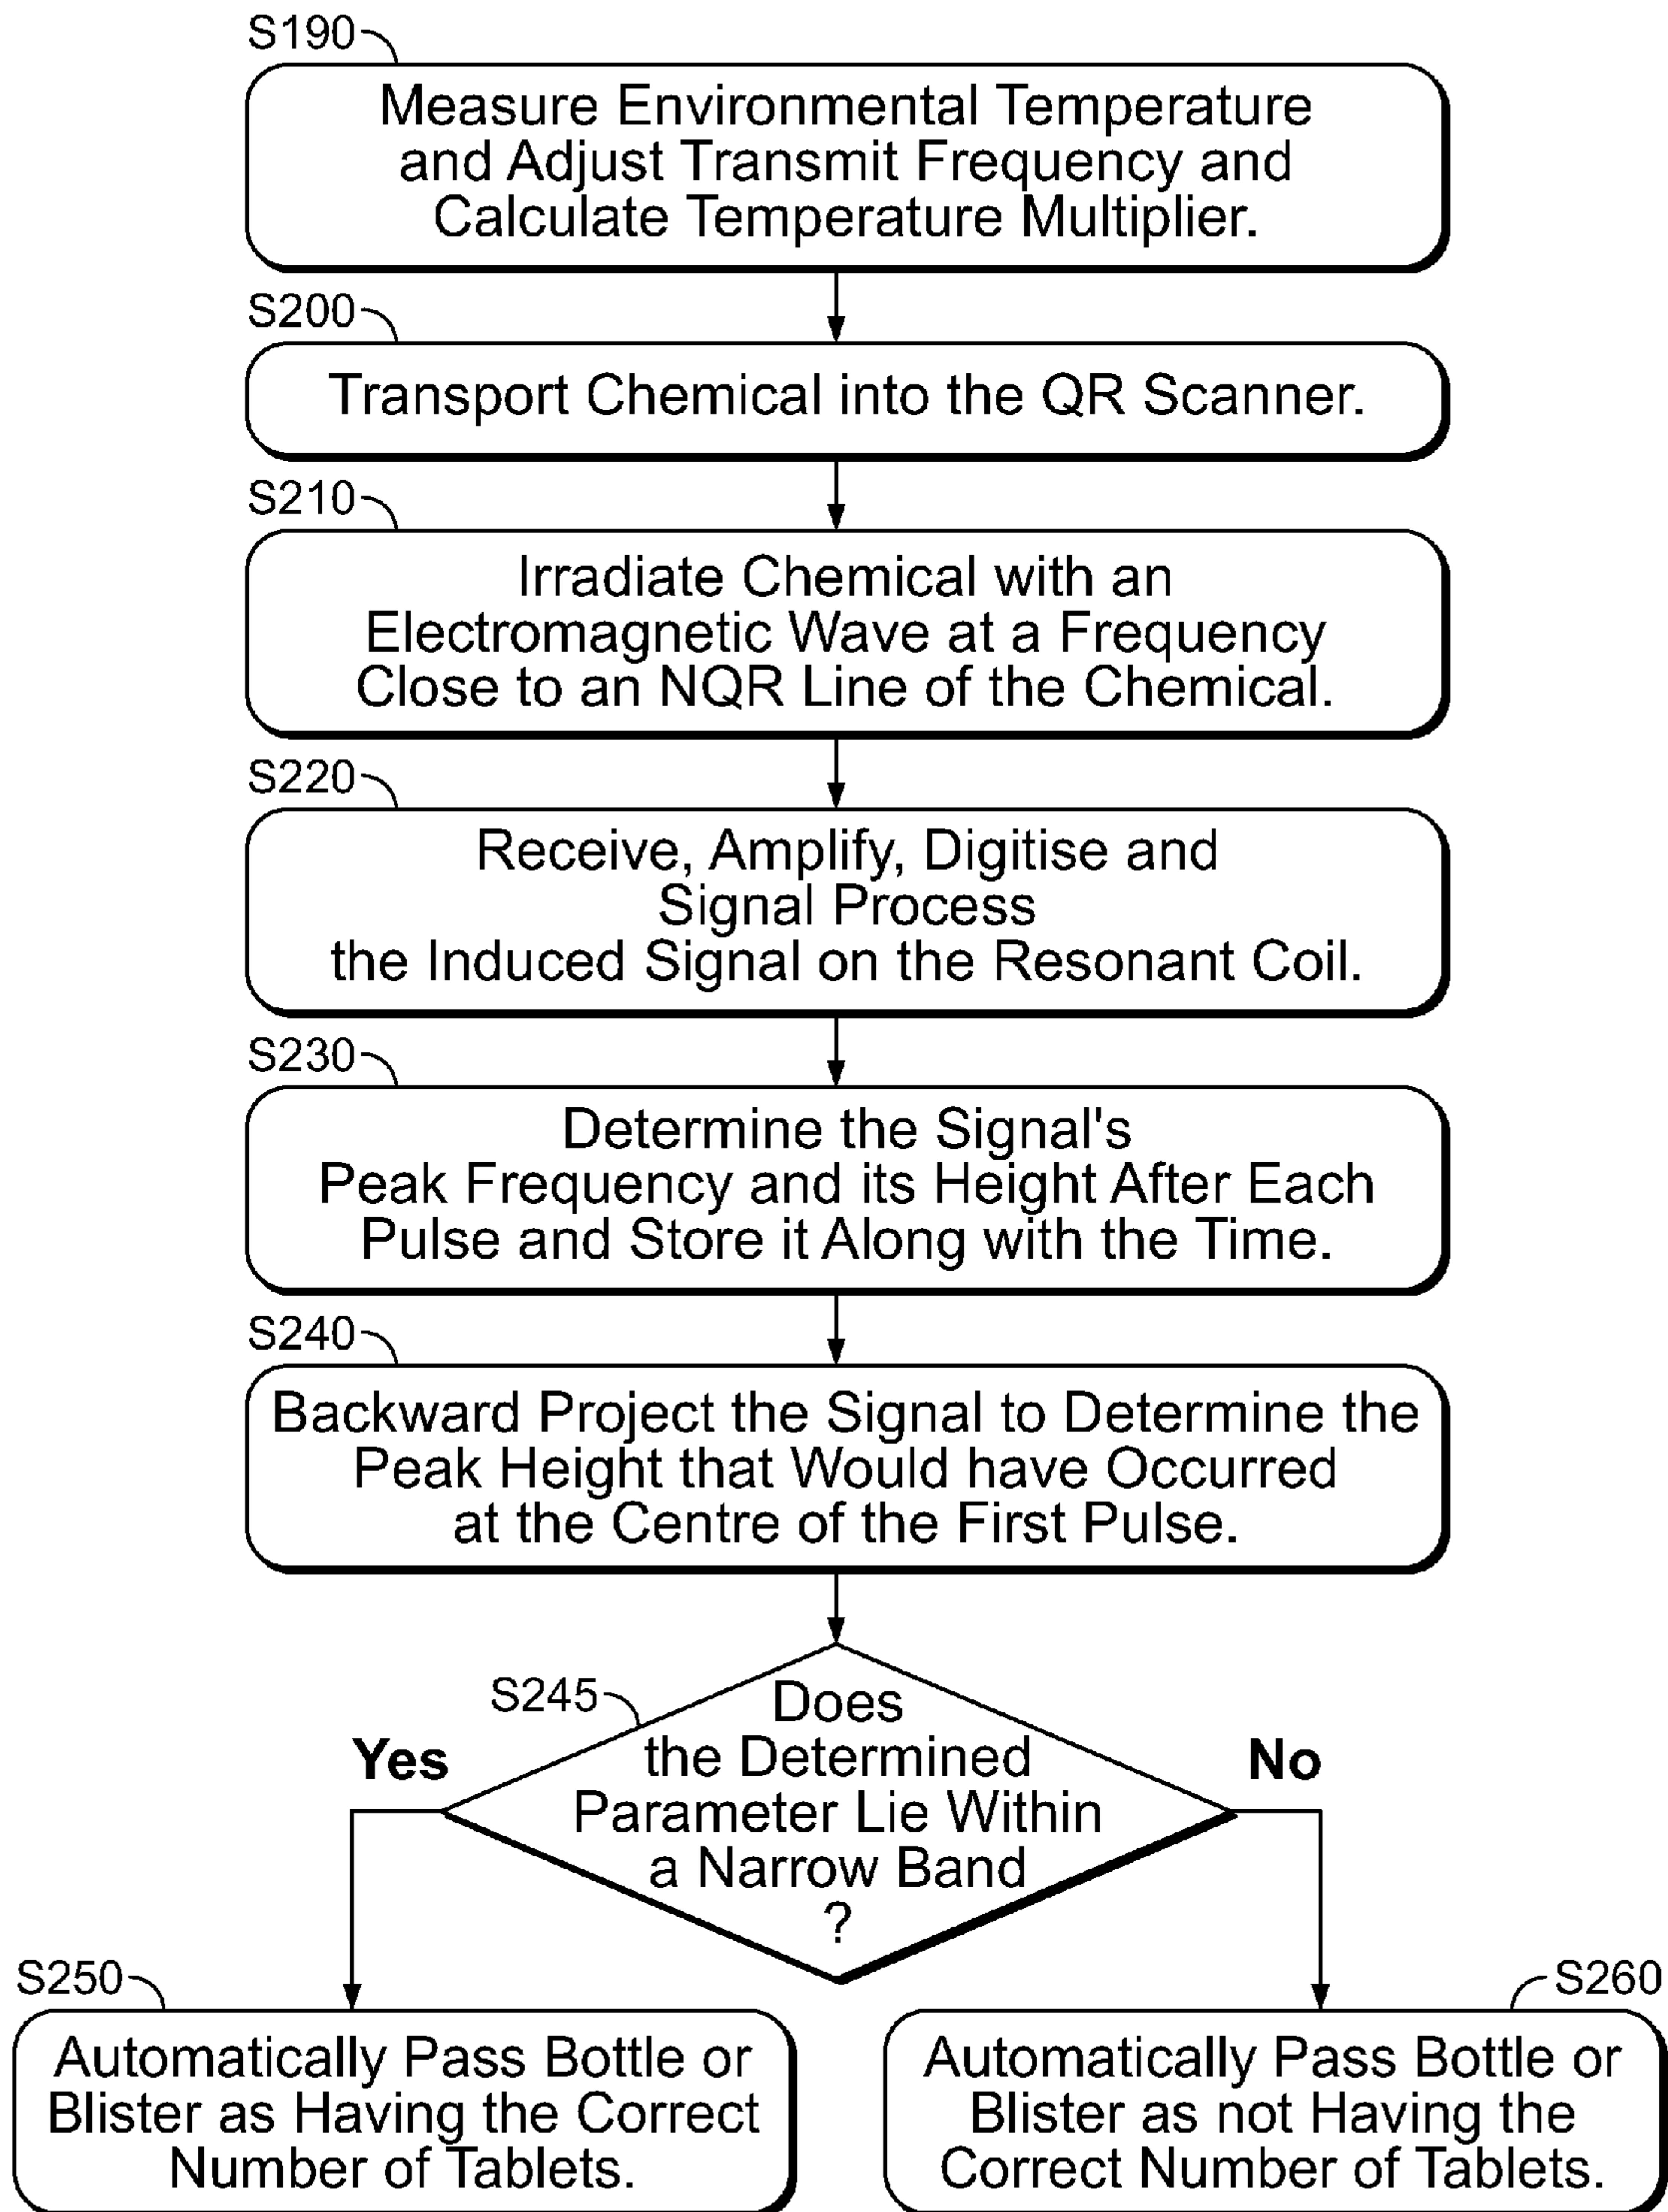 S190
Measure Environmental Temperature
and Adjust Transmit Frequency and
Calculate Temperature Multiplier.
S200
Transport Chemical into the QR Scanner.
S210
Irradiate Chemical with an
Electromagnetic Wave at a Frequency
Close to an NQR Line of the Chemical.
S220
Receive, Amplify, Digitise and
Signal Process
the Induced Signal on the Resonant Coil.
S230
Determine the Signal's
Peak Frequency and its Height After Each
Pulse and Store it Along with the Time.
S240
Backward Project the Signal to Determine the
Peak Height that Would have Occurred
at the Centre of the First Pulse.
S245
Does
the Determined
Parameter Lie Within
a Narrow Band
?
Yes
No
S250
Automatically Pass Bottle or
Blister as Having the Correct
Number of Tablets.
S260
Automatically Pass Bottle or
Blister as not Having the
Correct Number of Tablets.